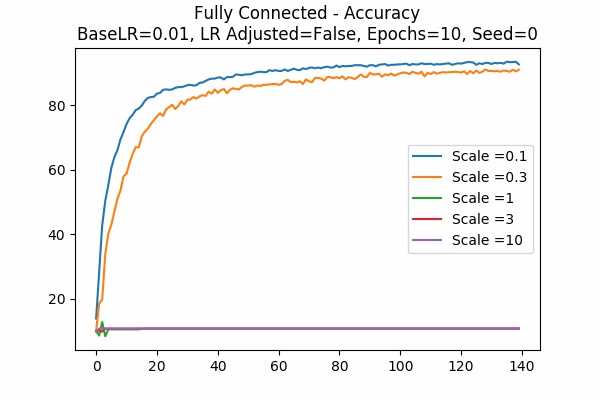 Fully Connected - Accuracy
BaseLR=0.01, LR Adjusted=False, Epochs=10, Seed=0
80
60
40
20
Scale =0.1
Scale =0.3
Scale =1
Scale =3
Scale =10
0 20 40 60 80 100 120 140